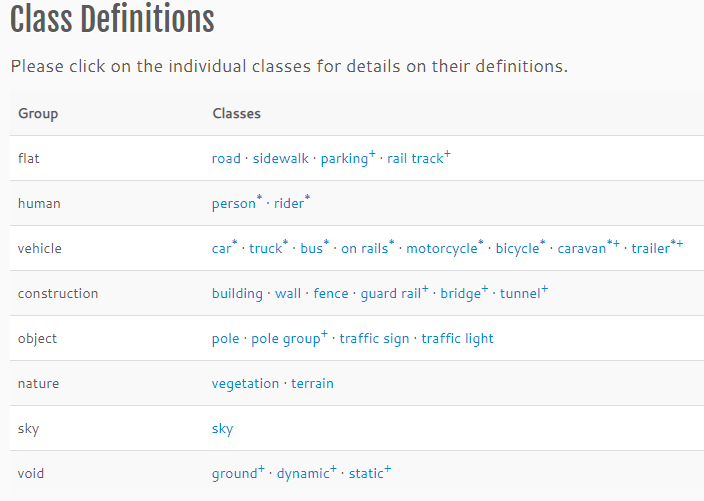 Class Definitions
Please click on the individual classes for details on their definitions.
Group Classes
flat road · sidewalk · parking+ · rail track+
human person* · rider*
vehicle car* · truck* · bus* · on rails* · motorcycle* · bicycle* · caravan*+ · trailer*+
construction building · wall · fence · guard rail+ · bridge+ · tunnel+
object pole · pole group+ · traffic sign · traffic light
nature vegetation · terrain
sky sky
void ground+ · dynamic+ · static+